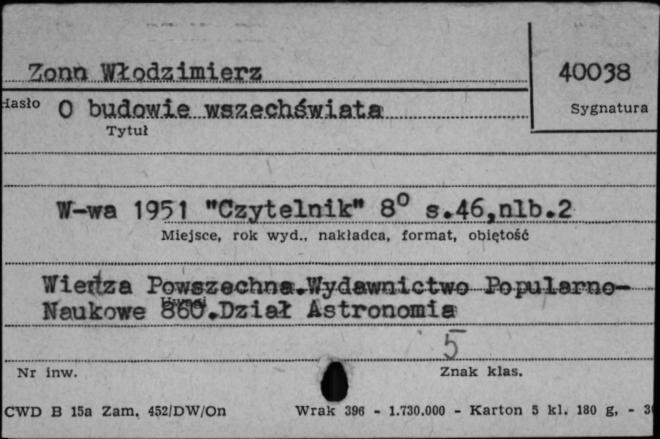 Zonn Włodzimierz
40038
Hasło
O budowie wszechświata
Sygnatura
Tytuł
W-wa 1951 "Czytelnik" 8° s.46,nlb.2
Miejsce, rok wyd., nakładca, format, objętość
Wiedza Powszechna.Wydawnictwo Popularno-
Naukowe 860.Dział Astronomia
Uwagi
5
Nr inw.
Znak klas.
CWD B 15a Zam. 452/DW/On
Wrak 396 - 1.730.000 - Karton 5 kl. 180 g, - 3